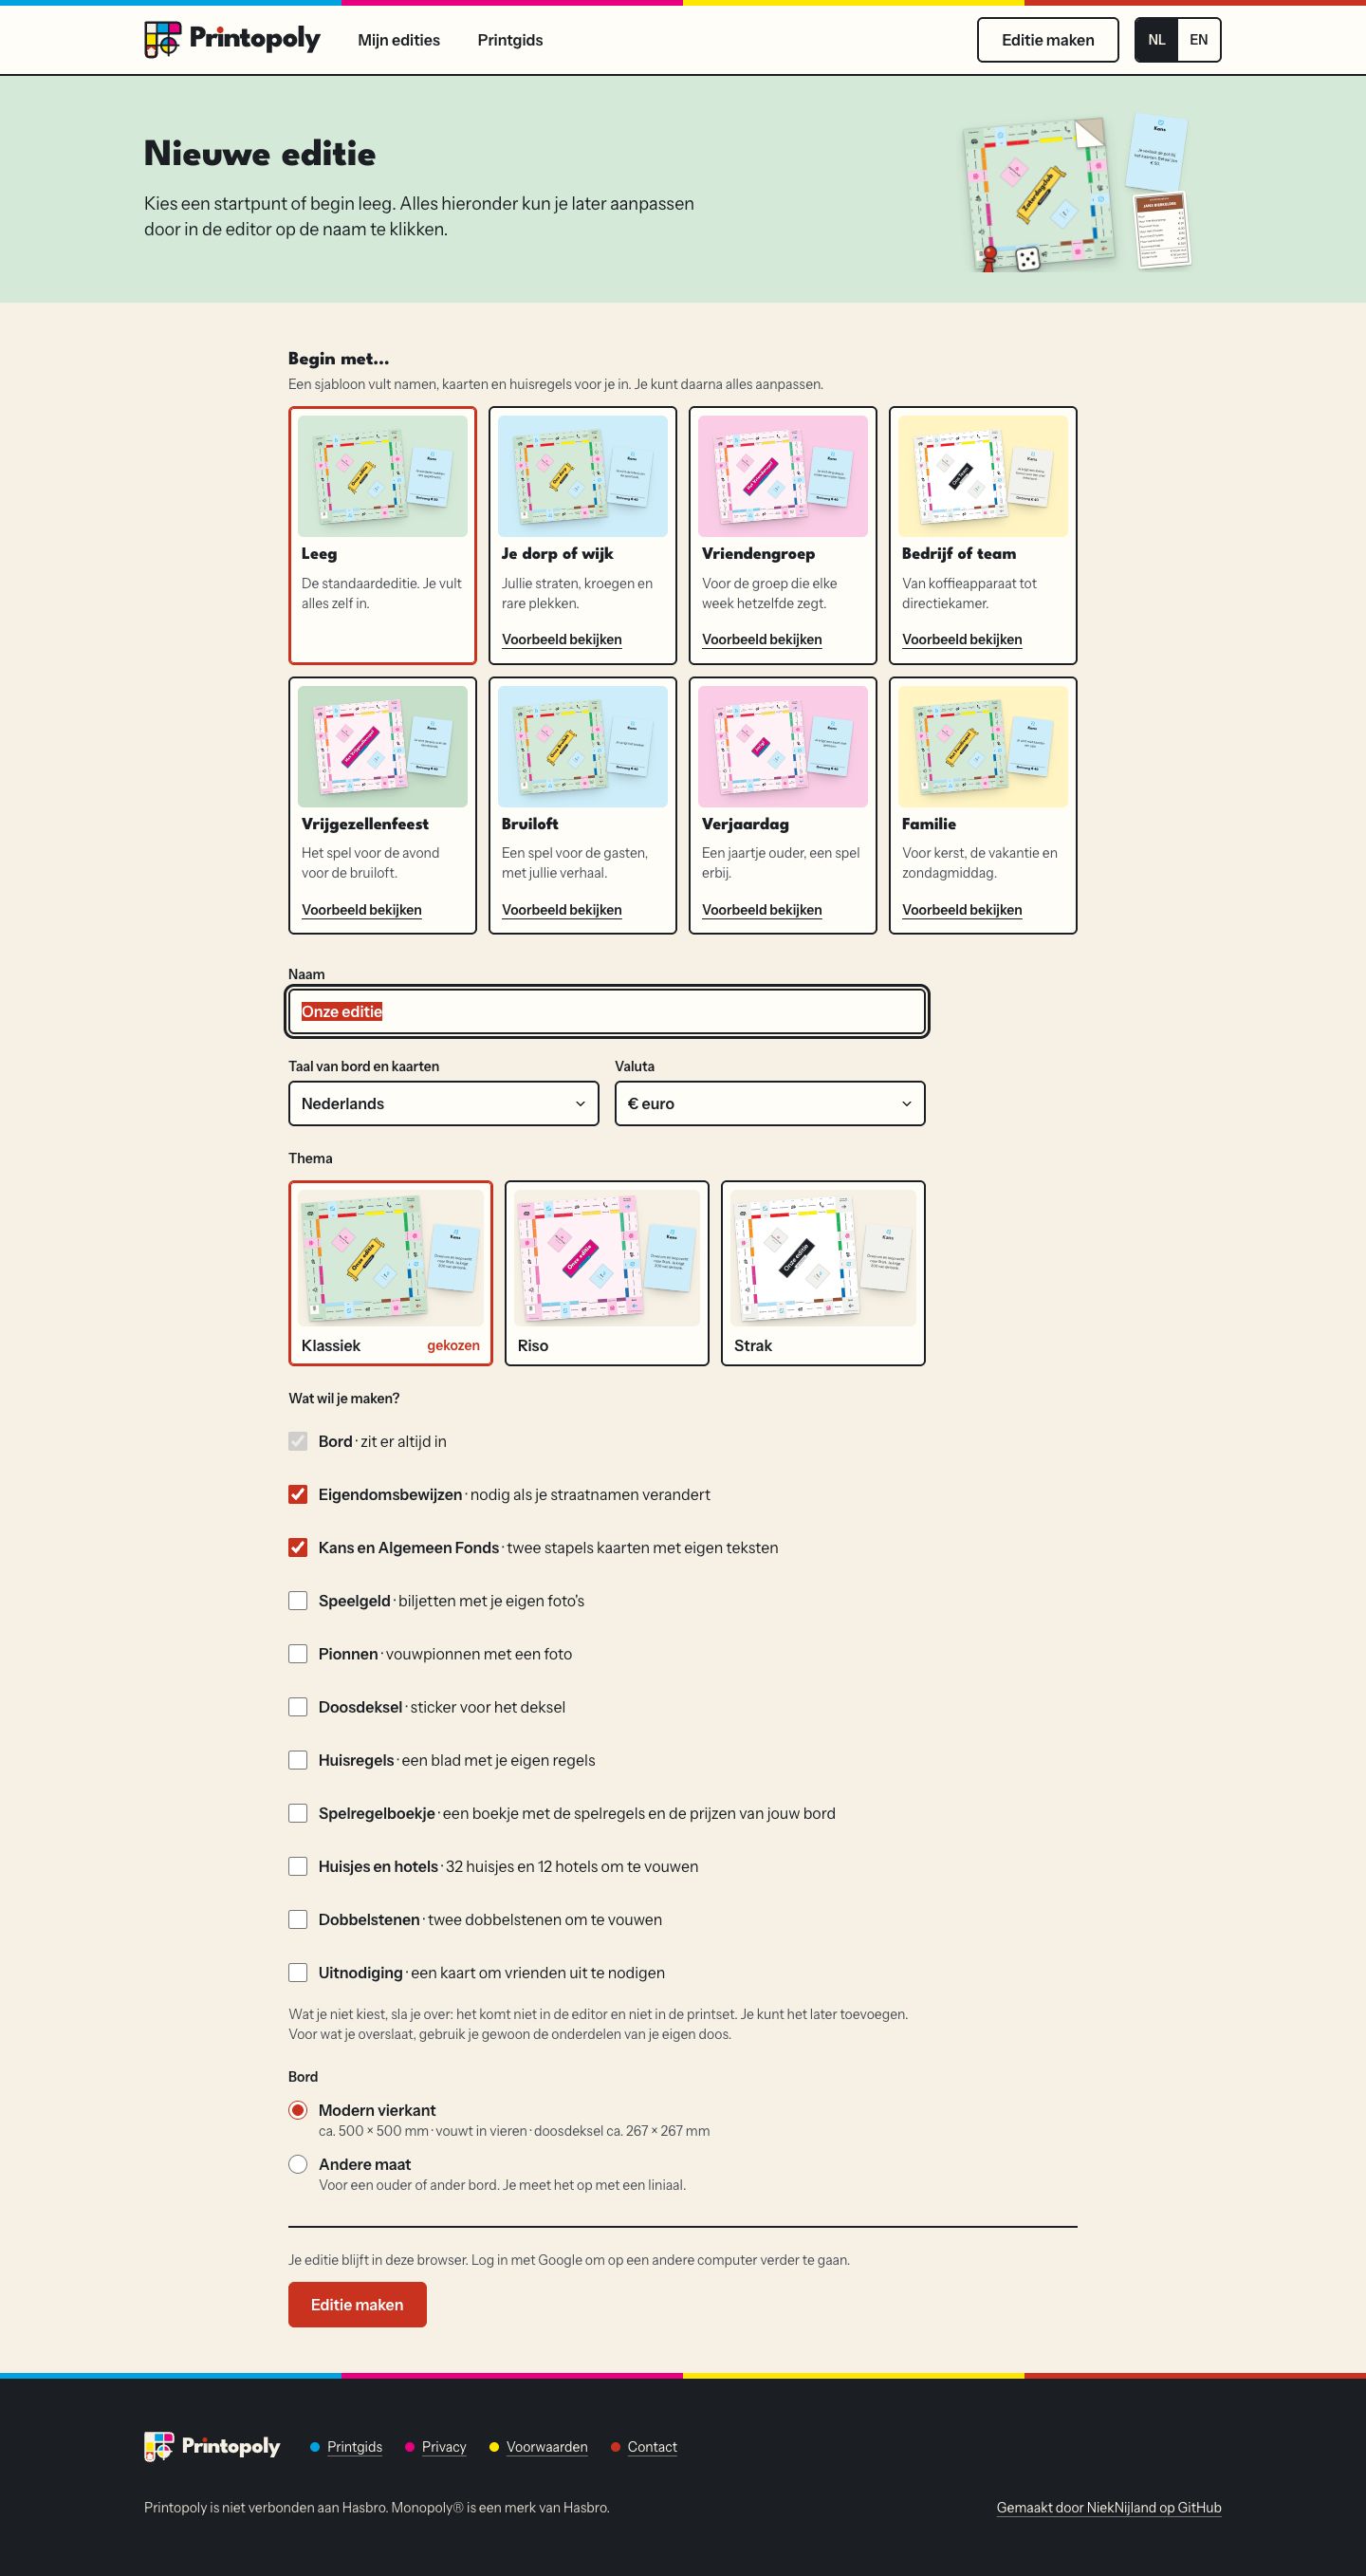 Printopoly
Mijn edities
Printgids
Editie maken
NL
EN
Nieuwe editie
Kies een startpunt of begin leeg. Alles hieronder kun je later aanpassen
door in de editor op de naam te klikken.
Zaterdagclub
Kans
Begin met...
Een sjabloon vult namen, kaarten en huisregels voor je in. Je kunt daarna alles aanpassen.
Leeg
De standaardeditie. Je vult
alles zelf in.
Je dorp of wijk
Jullie straten, kroegen en
rare plekken.
Voorbeeld bekijken
Vriendengroep
Voor de groep die elke
week hetzelfde zegt.
Voorbeeld bekijken
Bedrijf of team
Van koffieapparaat tot
directiekamer.
Voorbeeld bekijken
Vrijgezellenfeest
Het spel voor de avond
voor de bruiloft.
Voorbeeld bekijken
Bruiloft
Een spel voor de gasten,
met jullie verhaal.
Voorbeeld bekijken
Verjaardag
Een jaartje ouder, een spel
erbij.
Voorbeeld bekijken
Familie
Voor kerst, de vakantie en
zondagmiddag.
Voorbeeld bekijken
Naam
Onze editie
Taal van bord en kaarten
Valuta
Nederlands
€ euro
Thema
Onze editie
Kans
Onze editie
Kans
Onze editie
Kans
Klassiek
gekozen
Riso
Strak
Wat wil je maken?
Bord · zit er altijd in
Eigendomsbewijzen · nodig als je straatnamen verandert
Kans en Algemeen Fonds · twee stapels kaarten met eigen teksten
Speelgeld · biljetten met je eigen foto's
Pionnen · vouwpionnen met een foto
Doosdeksel · sticker voor het deksel
Huisregels · een blad met je eigen regels
Spelregelboekje · een boekje met de spelregels en de prijzen van jouw bord
Huisjes en hotels · 32 huisjes en 12 hotels om te vouwen
Dobbelstenen · twee dobbelstenen om te vouwen
Uitnodiging · een kaart om vrienden uit te nodigen
Wat je niet kiest, sla je over: het komt niet in de editor en niet in de printset. Je kunt het later toevoegen.
Voor wat je overslaat, gebruik je gewoon de onderdelen van je eigen doos.
Bord
Modern vierkant
ca. 500 × 500 mm · vouwt in vieren · doosdeksel ca. 267 × 267 mm
Andere maat
Voor een ouder of ander bord. Je meet het op met een liniaal.
Je editie blijft in deze browser. Log in met Google om op een andere computer verder te gaan.
Editie maken
Printopoly
Printgids
Privacy
Voorwaarden
Contact
Printopoly is niet verbonden aan Hasbro. Monopoly® is een merk van Hasbro.
Gemaakt door NiekNijland op GitHub